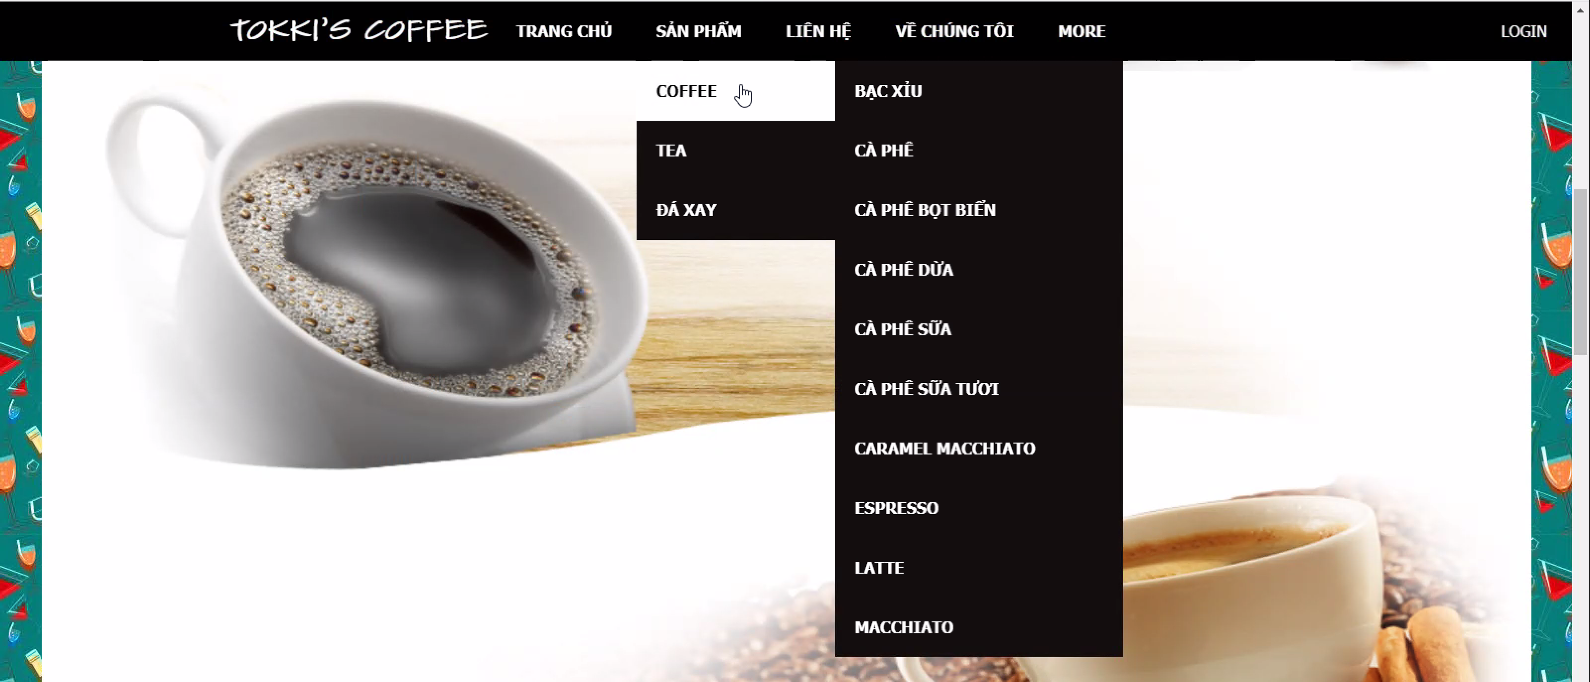 TOKKI'S COFFEE TRANG CHỦ SẢN PHẨM LIÊN HỆ VỀ CHÚNG TÔI MORE LOGIN
COFFEE
TEA
ĐÁ XAY
BẠC XỈU
CÀ PHÊ
CÀ PHÊ BỌT BIỂN
CÀ PHÊ DỪA
CÀ PHÊ SỮA
CÀ PHÊ SỮA TƯƠI
CARAMEL MACCHIATO
ESPRESSO
LATTE
MACCHIATO